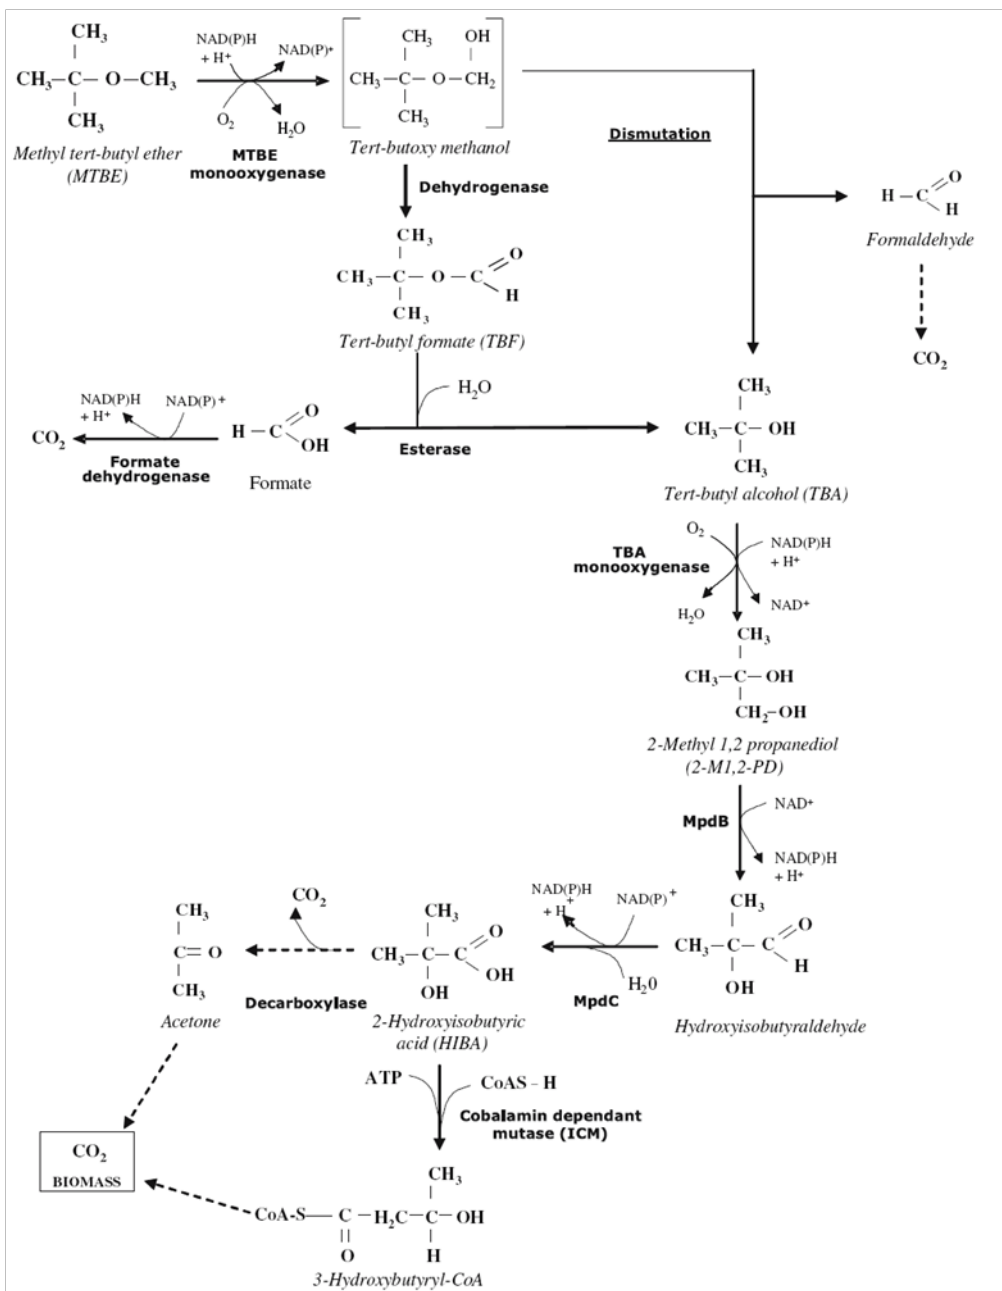 CH₃
CH₃–C–O–CH₃
CH₃
Methyl tert-butyl ether
(MTBE)
NAD(P)H
+ H⁺
NAD(P)⁺
O₂
H₂O
MTBE
monooxygenase
CH₃
OH
CH₃–C–O–CH₂
CH₃
Tert-butoxy methanol
Dismutation
Dehydrogenase
H–C
O
H
Formaldehyde
CO₂
CH₃
CH₃–C–O–C
O
H
CH₃
Tert-butyl formate (TBF)
H₂O
Esterase
NAD(P)H
+ H⁺
NAD(P)⁺
CO₂
Formate
dehydrogenase
H–C
O
OH
Formate
CH₃
CH₃–C–OH
CH₃
Tert-butyl alcohol (TBA)
O₂
NAD(P)H
+ H⁺
TBA
monooxygenase
H₂O
NAD⁺
CH₃
CH₃–C–OH
CH₂–OH
2-Methyl 1,2 propanediol
(2-M1,2-PD)
MpdB
NAD⁺
NAD(P)H
+ H⁺
CH₃
CH₃–C–C
O
H
OH
Hydroxyisobutyraldehyde
NAD(P)H
+ H⁺
NAD(P)⁺
H₂0
MpdC
CH₃
CH₃–C–C
O
OH
OH
2-Hydroxyisobutyric
acid (HIBA)
CO₂
Decarboxylase
CH₃
C=O
CH₃
Acetone
ATP
CoAS–H
Cobalamin dependant
mutase (ICM)
CO₂
BIOMASS
CH₃
CoA-S–C–H₂C–C–OH
O
H
3-Hydroxybutyryl-CoA